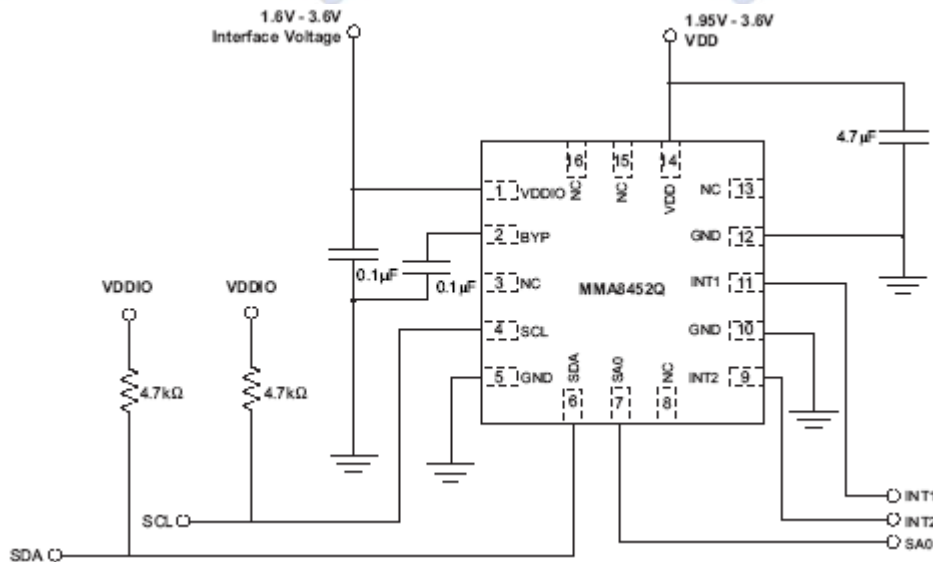 1.6V - 3.6V
Interface Voltage
1.95V - 3.6V
VDD
4.7μF
16
NC
15
NC
14
VDD
1
VDDIO
NC
13
2
BYP
GND
12
0.1μF
0.1μF
3
NC
MMA8452Q
INT1
11
VDDIO
VDDIO
4
SCL
GND
10
4.7kΩ
4.7kΩ
5
GND
SDA
6
SA0
7
NC
8
INT2
9
SCL
SDA
INT1
INT2
SA0